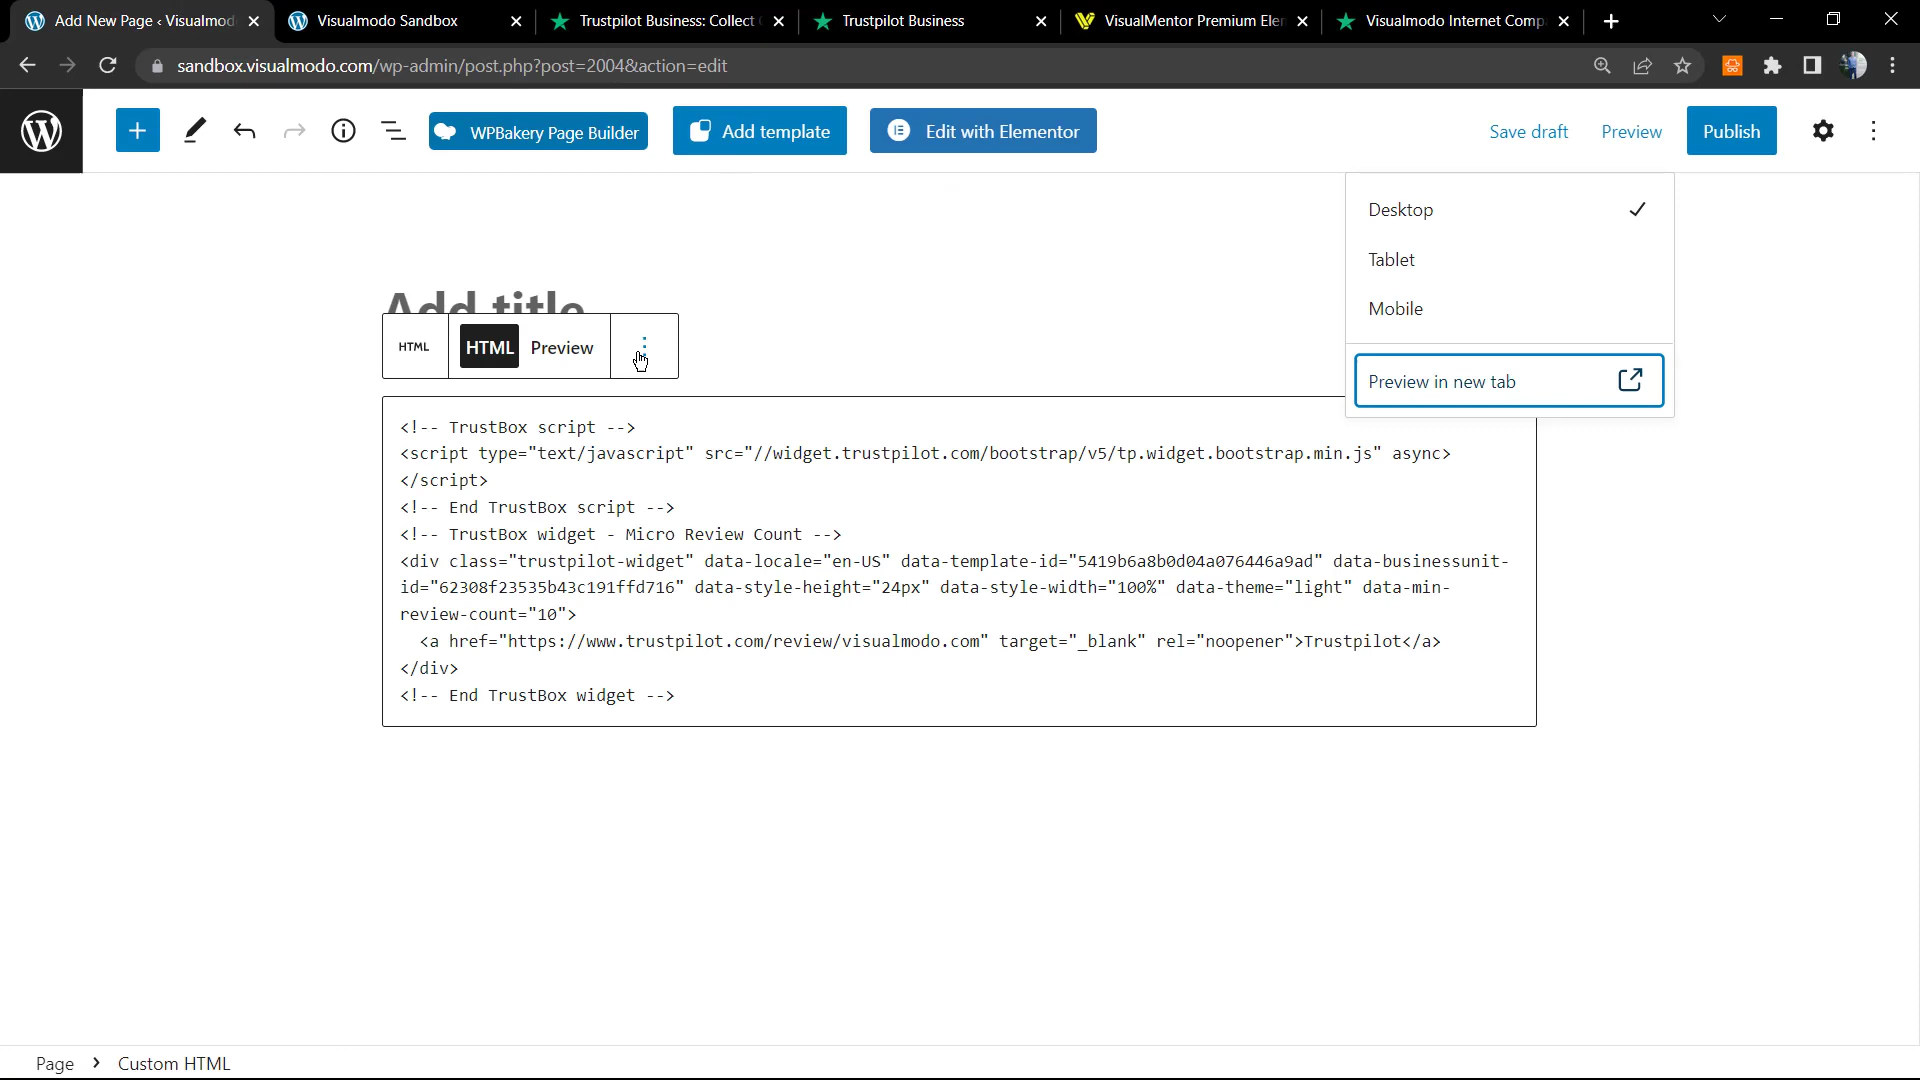 Add New Page ‹ Visualmod
Visualmodo Sandbox
Trustpilot Business: Collect
Trustpilot Business
VisualMentor Premium Ele
Visualmodo Internet Comp
sandbox.visualmodo.com/wp-admin/post.php?post=2004&action=edit
WPBakery Page Builder
Add template
Edit with Elementor
Save draft
Preview
Publish
Desktop
Tablet
Mobile
Preview in new tab
Add title
HTML
HTML
Preview
<!-- TrustBox script -->
<script type="text/javascript" src="//widget.trustpilot.com/bootstrap/v5/tp.widget.bootstrap.min.js" async>
</script>
<!-- End TrustBox script -->
<!-- TrustBox widget - Micro Review Count -->
<div class="trustpilot-widget" data-locale="en-US" data-template-id="5419b6a8b0d04a076446a9ad" data-businessunit-
id="62308f23535b43c191ffd716" data-style-height="24px" data-style-width="100%" data-theme="light" data-min-
review-count="10">
<a href="https://www.trustpilot.com/review/visualmodo.com" target="_blank" rel="noopener">Trustpilot</a>
</div>
<!-- End TrustBox widget -->
Page
Custom HTML